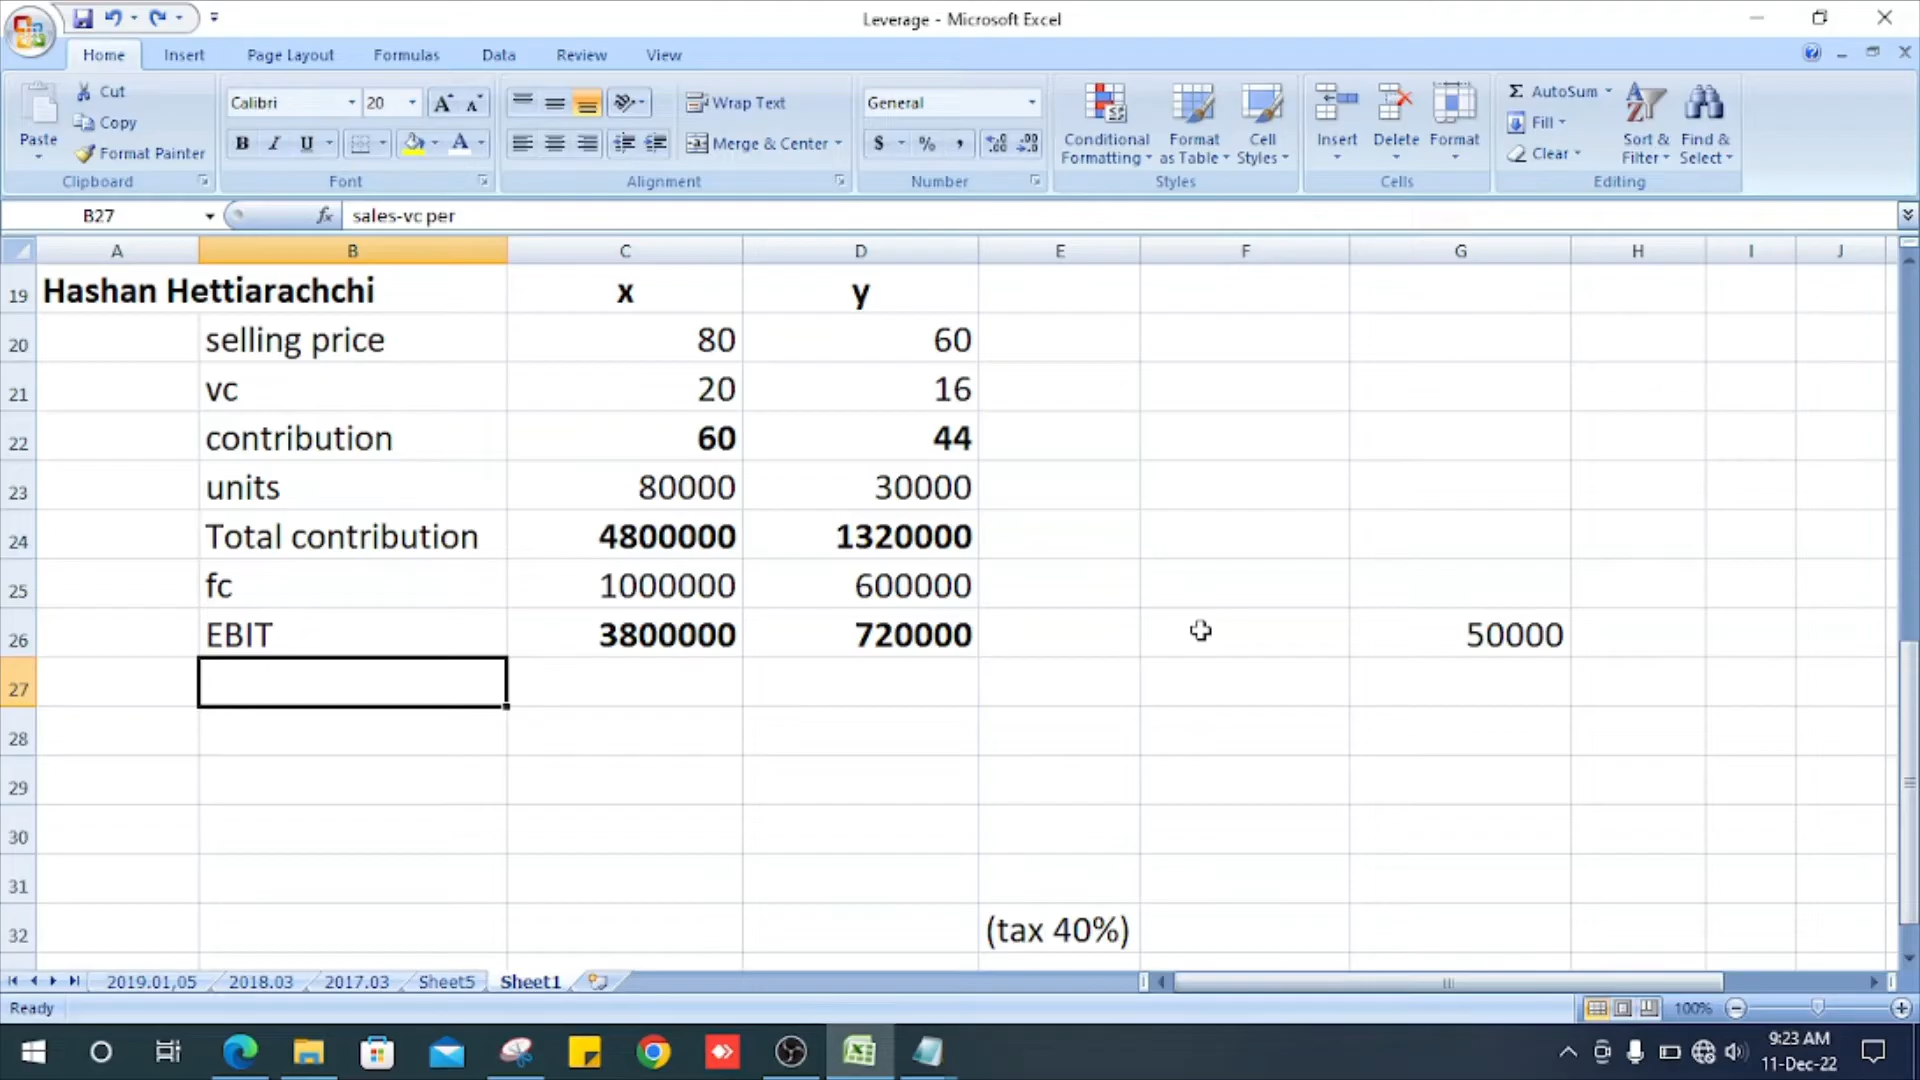 Leverage - Microsoft Excel
Home Insert Page Layout Formulas Data Review View
Paste
Cut
Copy
Format Painter
Clipboard
Calibri 20
B I U
Font
Wrap Text
Merge & Center
Alignment
General
$ % ,
Number
Conditional Formatting
Format as Table
Cell Styles
Styles
Insert Delete Format
Cells
Σ AutoSum
Fill
Clear
Sort & Filter
Find & Select
Editing
B27 fx sales-vc per
A B C D E F G H I J
19 Hashan Hettiarachchi x y
20 selling price 80 60
21 vc 20 16
22 contribution 60 44
23 units 80000 30000
24 Total contribution 4800000 1320000
25 fc 1000000 600000
26 EBIT 3800000 720000 50000
27
28
29
30
31
32 (tax 40%)
2019.01,05 2018.03 2017.03 Sheet5 Sheet1
Ready 100%
9:23 AM
11-Dec-22